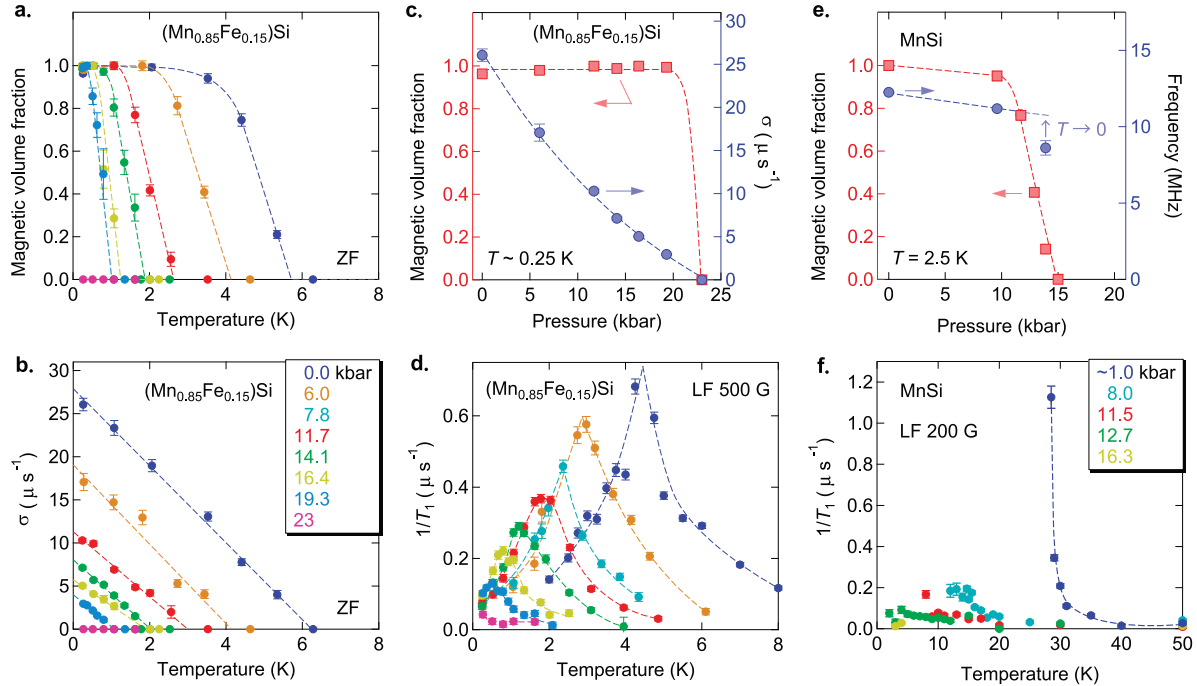 a.
(Mn0.85Fe0.15)Si
Magnetic volume fraction
1.0
0.8
0.6
0.4
0.2
0.0
ZF
0 2 4 6 8
Temperature (K)
c.
(Mn0.85Fe0.15)Si
Magnetic volume fraction
1.0
0.8
0.6
0.4
0.2
0.0
30
25
20
15
10
5
0
σ (μ s-1)
T ~ 0.25 K
0 5 10 15 20 25
Pressure (kbar)
e.
MnSi
Magnetic volume fraction
1.0
0.8
0.6
0.4
0.2
0.0
15
10
5
0
Frequency (MHz)
T → 0
T = 2.5 K
0 5 10 15 20
Pressure (kbar)
b.
(Mn0.85Fe0.15)Si
σ (μ s-1)
30
25
20
15
10
5
0
0.0 kbar
6.0
7.8
11.7
14.1
16.4
19.3
23
ZF
0 2 4 6 8
Temperature (K)
d.
(Mn0.85Fe0.15)Si
LF 500 G
1/T1 (μ s-1)
0.6
0.4
0.2
0.0
0 2 4 6 8
Temperature (K)
f.
MnSi
LF 200 G
~1.0 kbar
8.0
11.5
12.7
16.3
1/T1 (μ s-1)
1.2
1.0
0.8
0.6
0.4
0.2
0.0
0 10 20 30 40 50
Temperature (K)